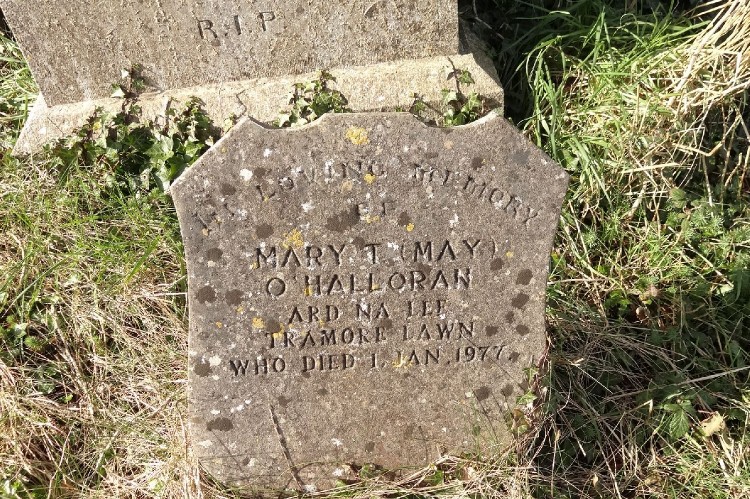 R.I.P.
IN LOVING MEMORY
OF
MARY T. (MAY)
O'HALLORAN
ARD NA LEE
TRAMORE LAWN
WHO DIED 1. JAN. 1977.